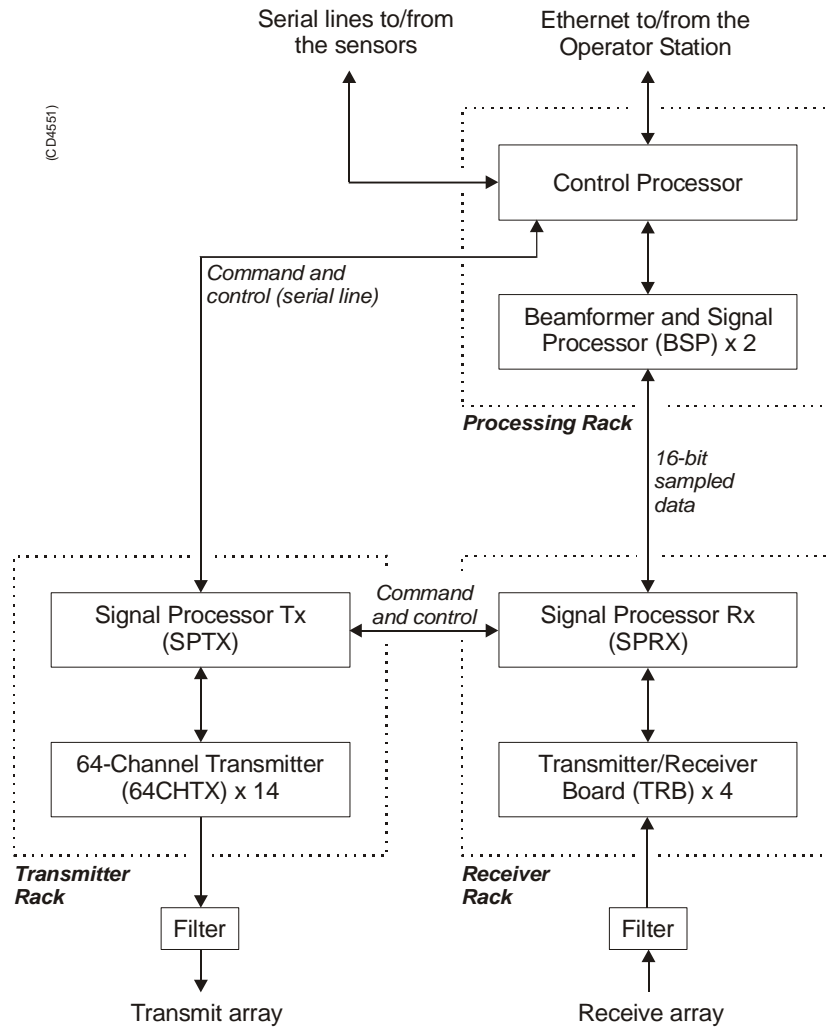 Serial lines to/from
the sensors
Ethernet to/from the
Operator Station
(CD4551)
Control Processor
Command and
control (serial line)
Beamformer and Signal
Processor (BSP) x 2
Processing Rack
16-bit
sampled
data
Signal Processor Tx
(SPTX)
Command
and control
Signal Processor Rx
(SPRX)
64-Channel Transmitter
(64CHTX) x 14
Transmitter/Receiver
Board (TRB) x 4
Transmitter
Rack
Receiver
Rack
Filter
Filter
Transmit array
Receive array